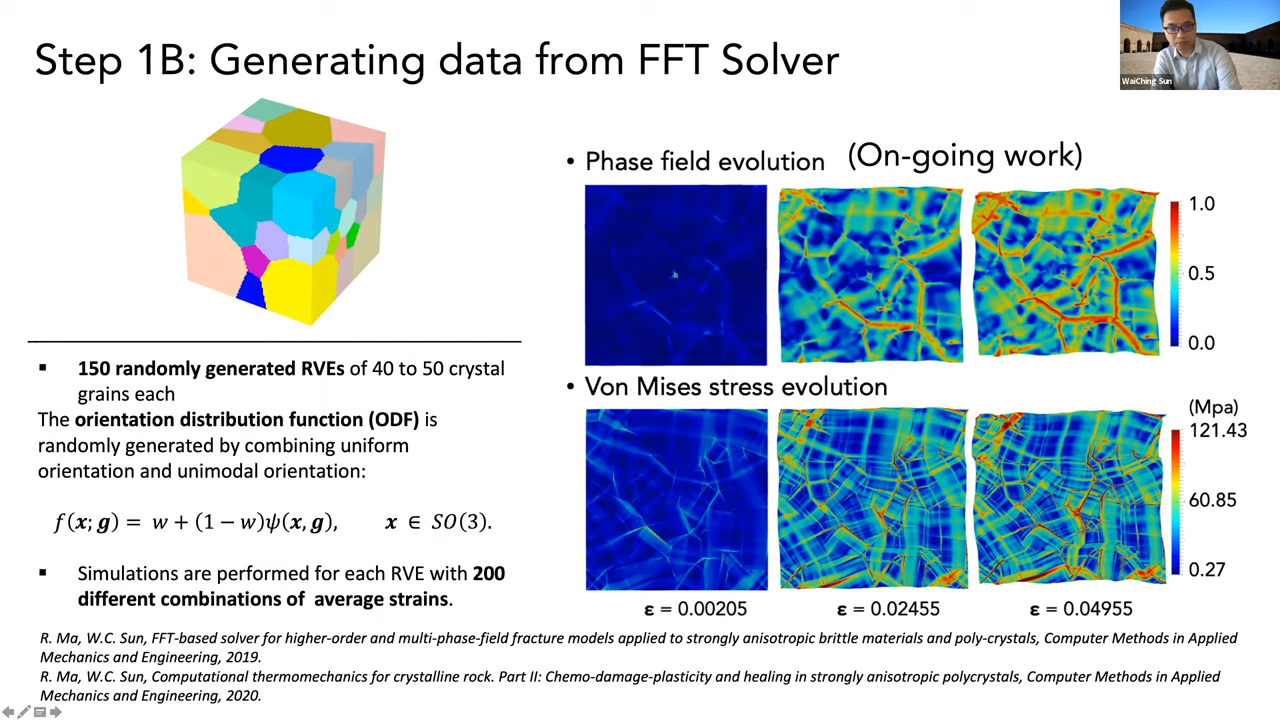 Step 1B: Generating data from FFT Solver
WaiChing Sun
▪ 150 randomly generated RVEs of 40 to 50 crystal
grains each
The orientation distribution function (ODF) is
randomly generated by combining uniform
orientation and unimodal orientation:
f(x; g) = w + (1 − w)ψ(x, g), x ∈ SO(3).
▪ Simulations are performed for each RVE with 200
different combinations of average strains.
• Phase field evolution (On-going work)
1.0
0.5
0.0
• Von Mises stress evolution
(Mpa)
121.43
60.85
0.27
ε = 0.00205 ε = 0.02455 ε = 0.04955
R. Ma, W.C. Sun, FFT-based solver for higher-order and multi-phase-field fracture models applied to strongly anisotropic brittle materials and poly-crystals, Computer Methods in Applied
Mechanics and Engineering, 2019.
R. Ma, W.C. Sun, Computational thermomechanics for crystalline rock. Part II: Chemo-damage-plasticity and healing in strongly anisotropic polycrystals, Computer Methods in Applied
Mechanics and Engineering, 2020.